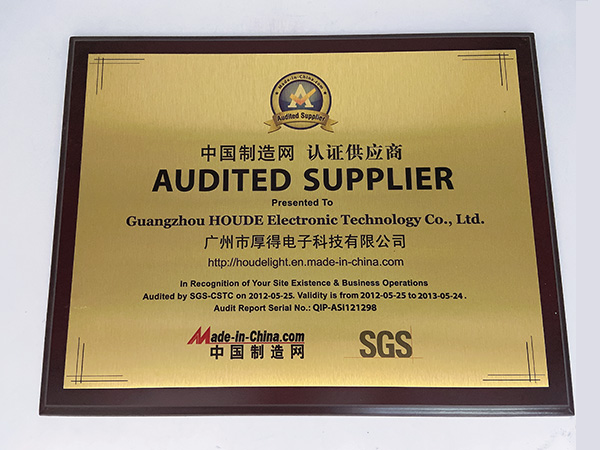 Made-in-China.com
Audited Supplier
中国制造网 认证供应商
AUDITED SUPPLIER
Presented To
Guangzhou HOUDE Electronic Technology Co., Ltd.
广州市厚得电子科技有限公司
http://houdelight.en.made-in-china.com
In Recognition of Your Site Existence & Business Operations
Audited by SGS-CSTC on 2012-05-25. Validity is from 2012-05-25 to 2013-05-24 .
Audit Report Serial No.: QIP-ASI121298
Made-in-China.com
中国制造网
SGS